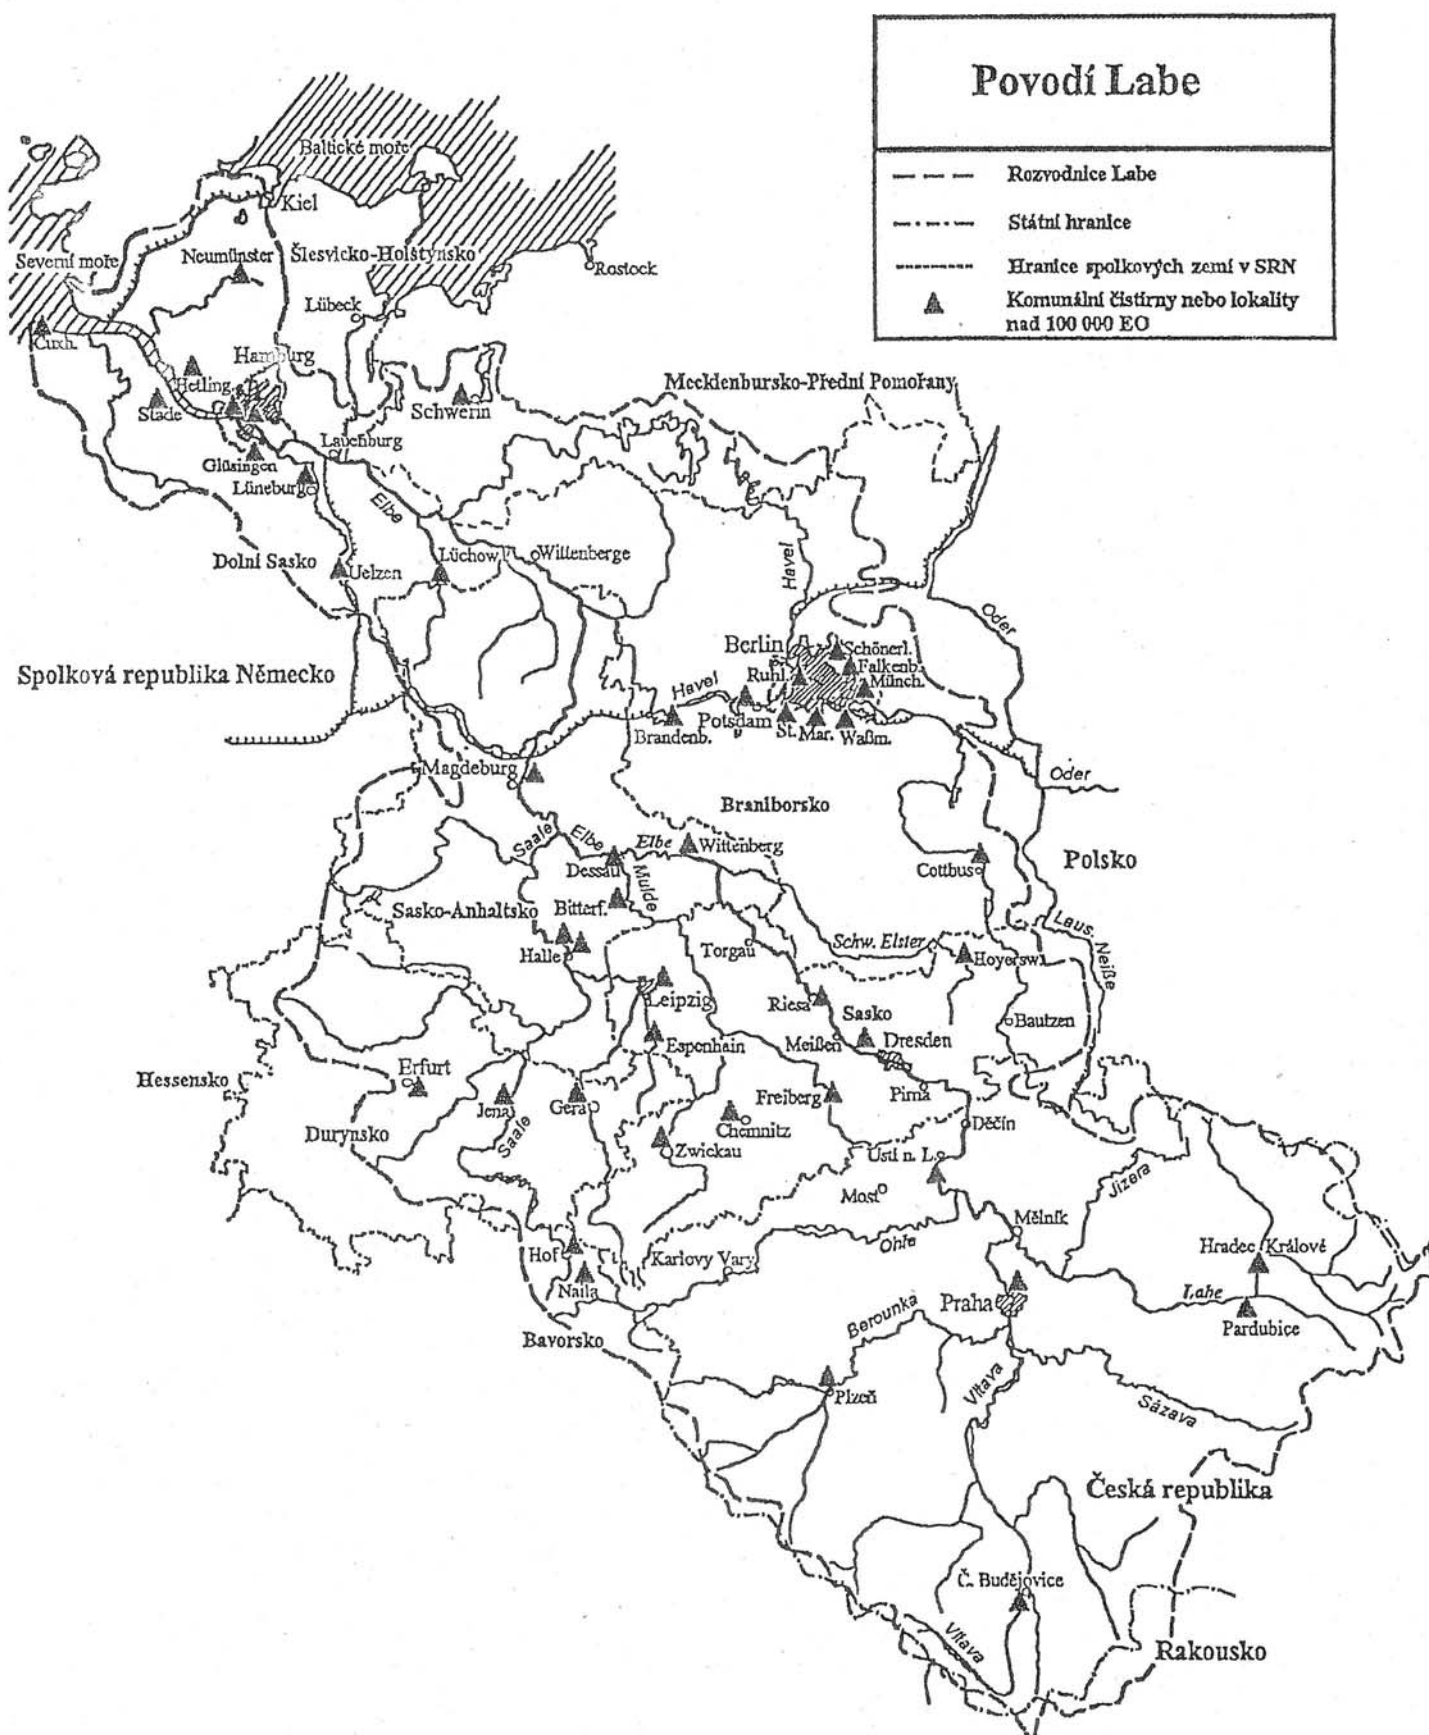 Povodí Labe
Rozvodnice Labe
Státní hranice
Hranice spolkových zemí v SRN
Komunální čistírny nebo lokality
nad 100 000 EO
Baltické moře
Kiel
Severní moře
Neumünster
Šlesvicko-Holštýnsko
Rostock
Lübeck
Cuxh.
Hamburg
Hetling.
Mecklenbursko-Přední Pomořany
Stade
Schwerin
Lauenburg
Glüsingen
Lüneburg
Elbe
Dolní Sasko
Uelzen
Lüchow
Wittenberge
Havel
Oder
Berlin
Schönerl.
Falkenb.
Ruhl.
Münch.
Spolková republika Německo
Havel
Potsdam
Brandenb.
St.
Mar.
Waßm.
Magdeburg
Oder
Braniborsko
Saale
Elbe
Elbe
Wittenberg
Dessau
Mulde
Cottbus
Polsko
Sasko-Anhaltsko
Bitterf.
Torgau
Schw. Elster
Laus. Neiße
Halle
Hoyersw.
Leipzig
Riesa
Sasko
Bautzen
Espenhain
Meißen
Dresden
Hessensko
Erfurt
Jena
Gera
Freiberg
Pirna
Chemnitz
Děčín
Durynsko
Saale
Zwickau
Ústí n. L.
Most
Jizera
Mělník
Hof
Karlovy Vary
Ohře
Hradec Králové
Naila
Labe
Praha
Pardubice
Berounka
Bavorsko
Plzeň
Vltava
Sázava
Česká republika
Č. Budějovice
Vltava
Rakousko